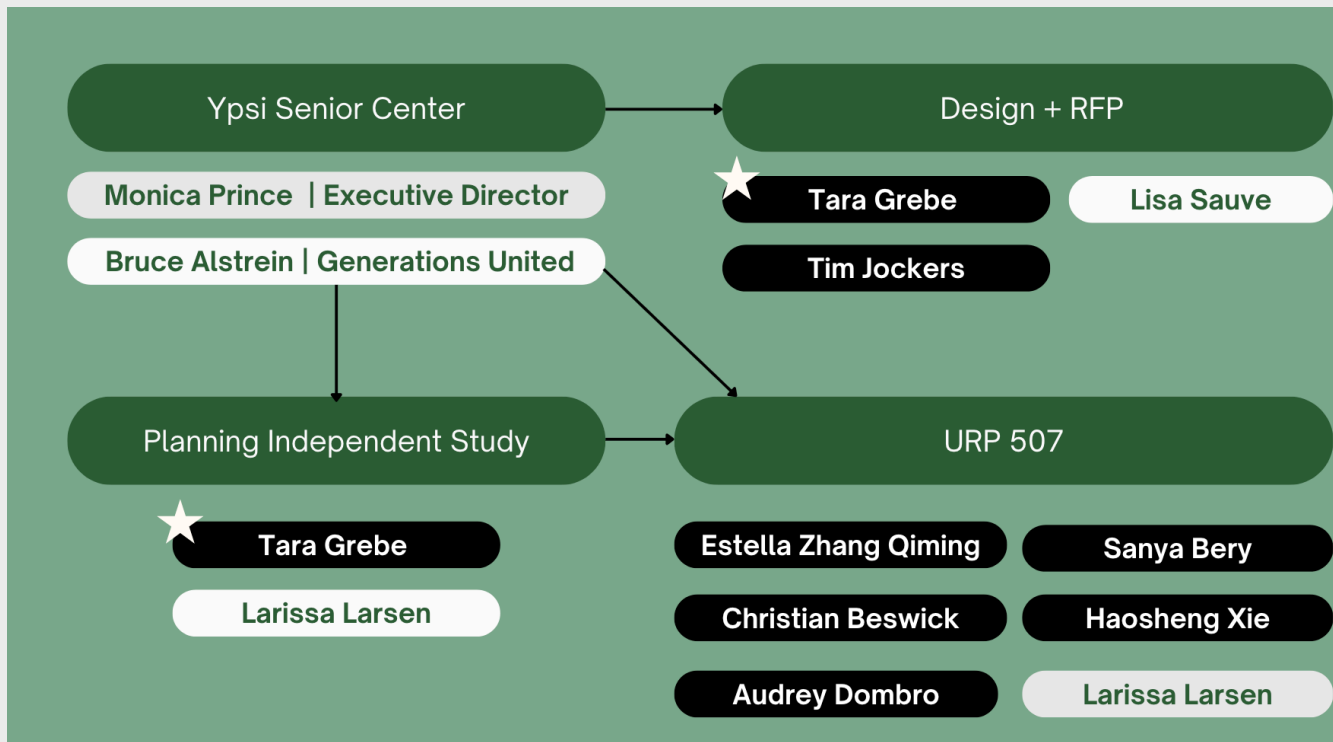 Ypsi Senior Center
Monica Prince | Executive Director
Bruce Alstrein | Generations United
Design + RFP
Tara Grebe
Lisa Sauve
Tim Jockers
Planning Independent Study
Tara Grebe
Larissa Larsen
URP 507
Estella Zhang Qiming
Sanya Bery
Christian Beswick
Haosheng Xie
Audrey Dombro
Larissa Larsen